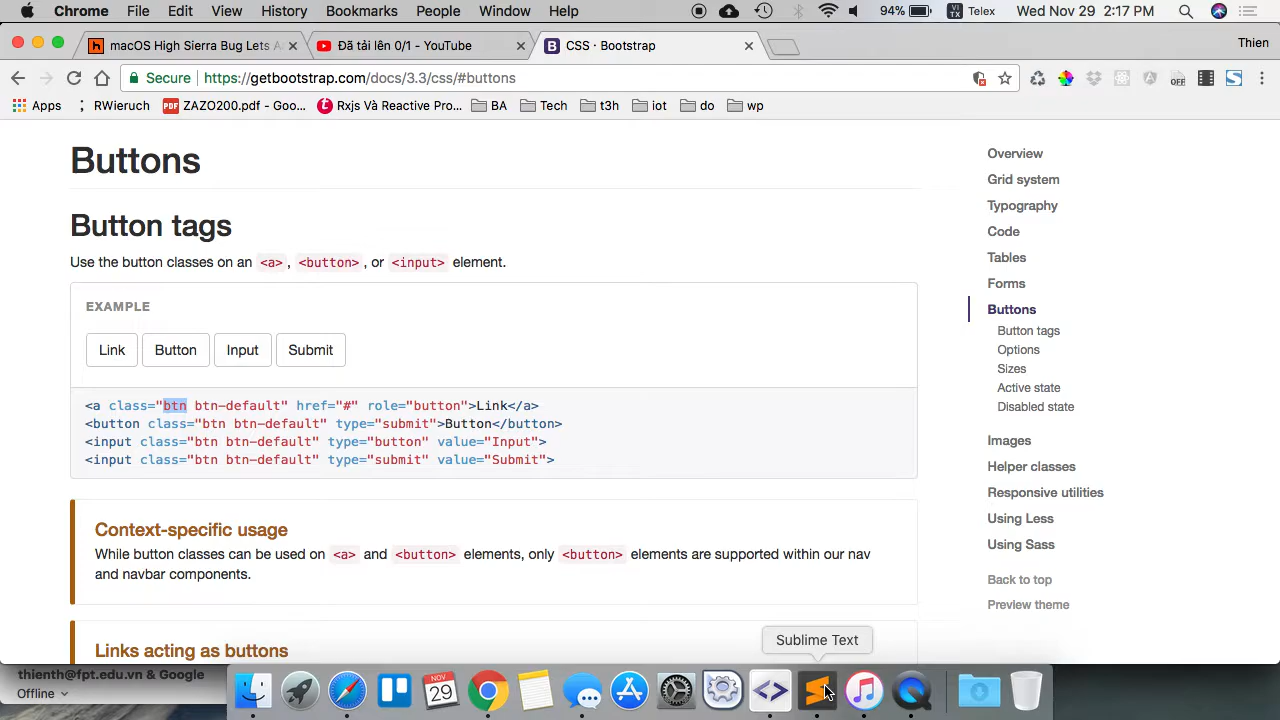 Chrome File Edit View History Bookmarks People Window Help 94% VI TX Telex Wed Nov 29 2:17 PM
macOS High Sierra Bug Lets A
Đã tải lên 0/1 - YouTube
CSS · Bootstrap
Thien
Secure https://getbootstrap.com/docs/3.3/css/#buttons
OFF
Apps RWieruch ZAZO200.pdf - Goo... Rxjs Và Reactive Pro... BA Tech t3h iot do wp
Buttons
Button tags
Use the button classes on an <a>, <button>, or <input> element.
EXAMPLE
Link Button Input Submit
<a class="btn btn-default" href="#" role="button">Link</a>
<button class="btn btn-default" type="submit">Button</button>
<input class="btn btn-default" type="button" value="Input">
<input class="btn btn-default" type="submit" value="Submit">
Context-specific usage
While button classes can be used on <a> and <button> elements, only <button> elements are supported within our nav
and navbar components.
Links acting as buttons
Overview
Grid system
Typography
Code
Tables
Forms
Buttons
Button tags
Options
Sizes
Active state
Disabled state
Images
Helper classes
Responsive utilities
Using Less
Using Sass
Back to top
Preview theme
Sublime Text
thienth@fpt.edu.vn & Google
Offline
NOV
29